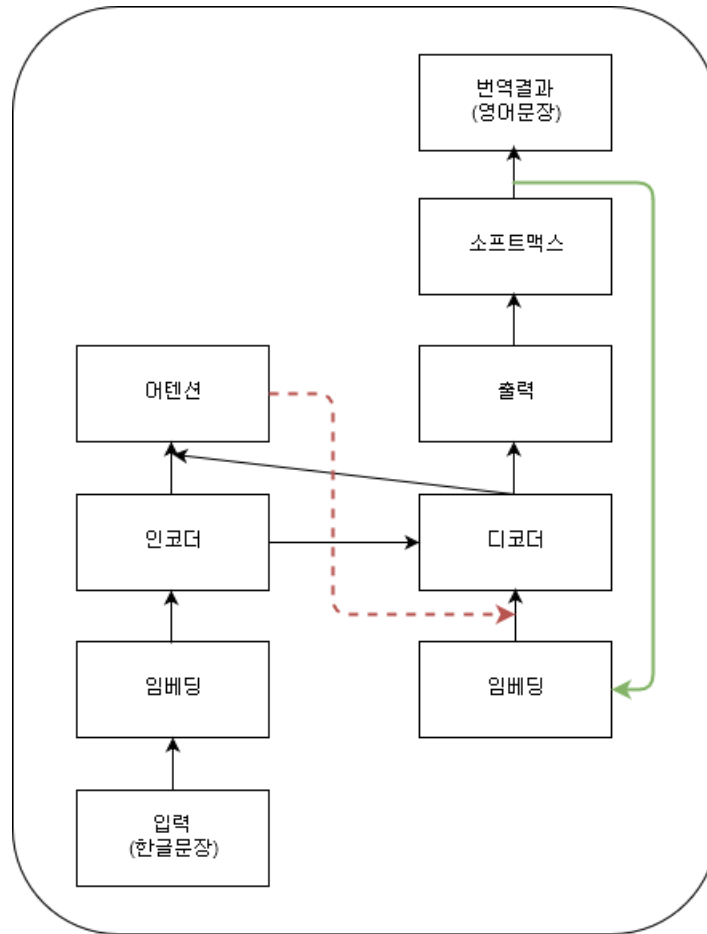 번역결과
(영어문장)
소프트맥스
어텐션
출력
인코더
디코더
임베딩
임베딩
입력
(한글문장)